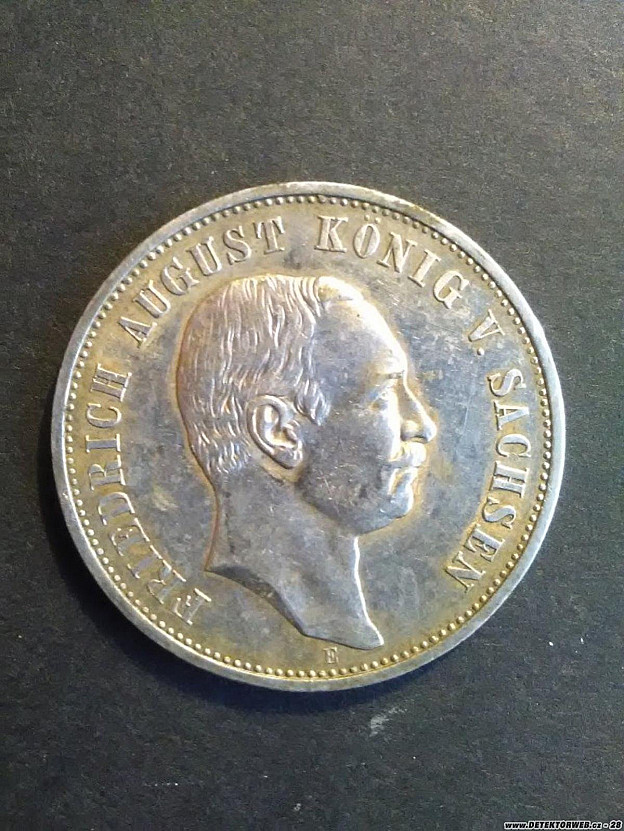 FRIEDRICH AUGUST KÖNIG V. SACHSEN
E
www.DETEKTORWEB.cz - 28